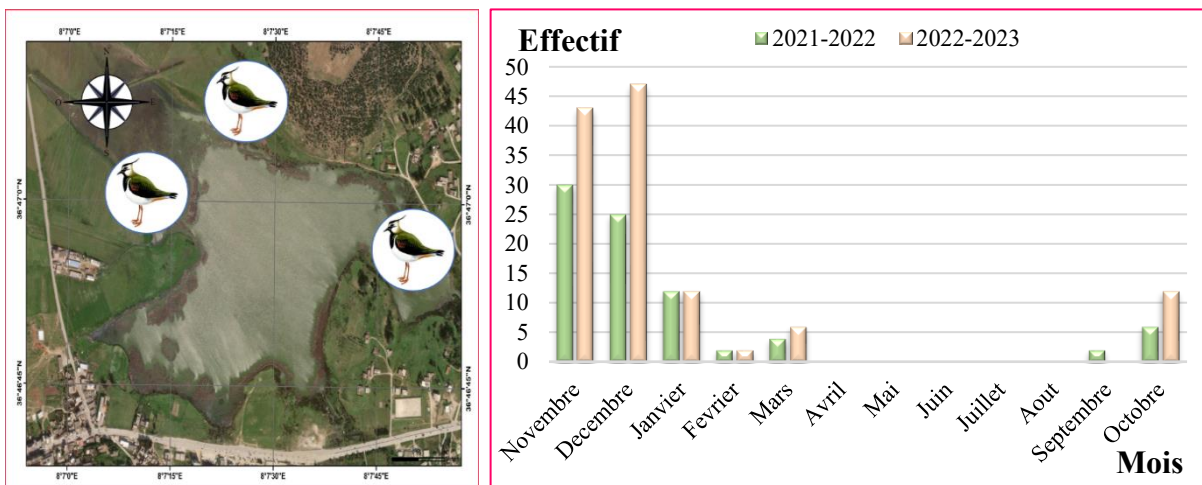 8°7'0"E 8°7'15"E 8°7'30"E 8°7'45"E
N
O E
S
36°47'0"N 36°47'0"N
36°46'45"N 36°46'45"N
8°7'0"E 8°7'15"E 8°7'30"E 8°7'45"E
Effectif
2021-2022 2022-2023
50
45
40
35
30
25
20
15
10
5
0
Novembre Decembre Janvier Fevrier Mars Avril Mai Juin Juillet Aout Septembre Octobre
Mois